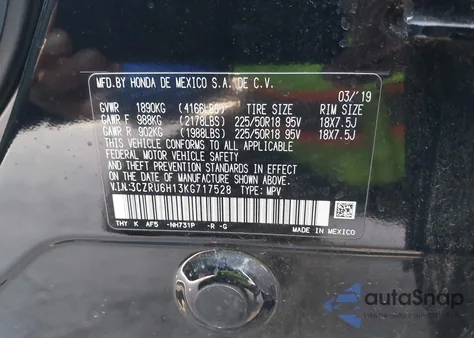 MFD.BY HONDA DE MEXICO S.A. DE C.V.
03/'19
GVWR 1890KG (4166LBS) TIRE SIZE RIM SIZE
GAWR F 988KG (2178LBS) 225/50R18 95V 18X7.5J
GAWR R 902KG (1988LBS) 225/50R18 95V 18X7.5J
THIS VEHICLE CONFORMS TO ALL APPLICABLE
FEDERAL MOTOR VEHICLE SAFETY, BUMPER,
AND THEFT PREVENTION STANDARDS IN EFFECT ON
THE DATE OF MANUFACTURE SHOWN ABOVE.
V.I.N:3CZRU6H13KG717528 TYPE: MPV
THY K AF5 -NH731P -R -G
MADE IN MEXICO
autoSnap